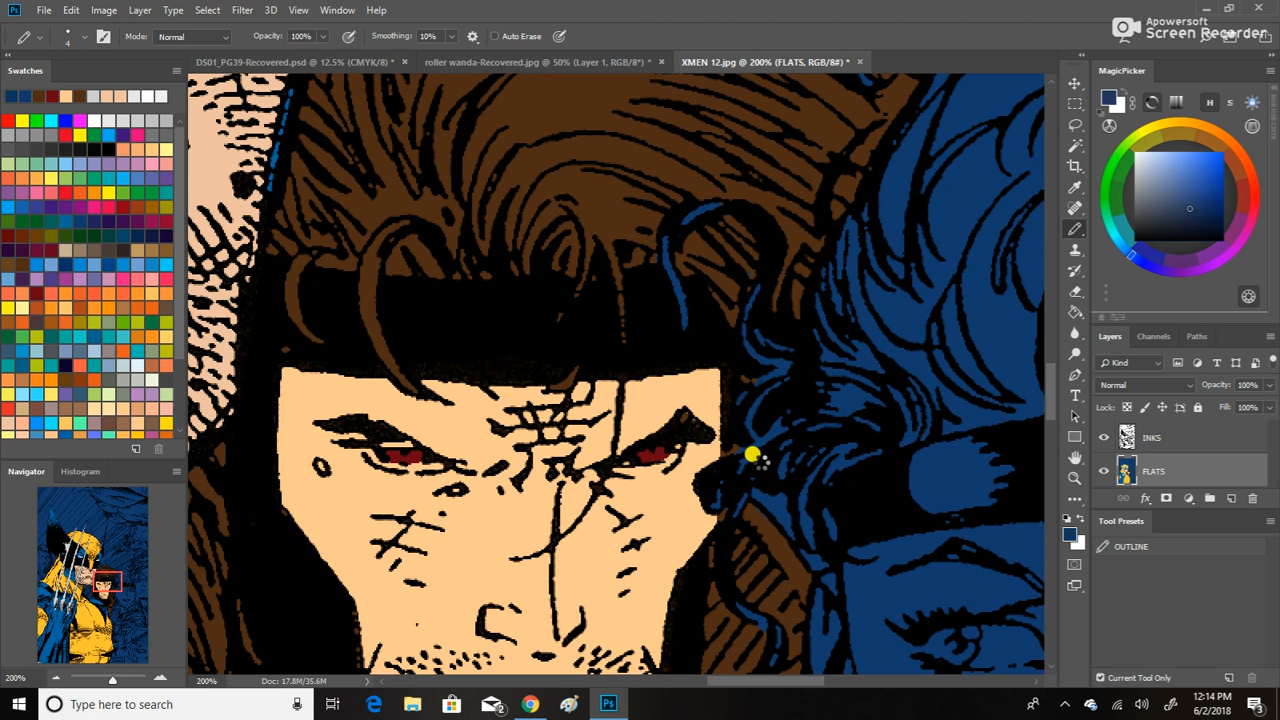 Ps File Edit Image Layer Type Select Filter 3D View Window Help
Apowersoft
Screen Recorder
4 Mode: Normal Opacity: 100% Smoothing: 10% Auto Erase
DS01_PG39-Recovered.psd @ 12.5% (CMYK/8) * × roller wanda-Recovered.jpg @ 50% (Layer 1, RGB/8*) * × XMEN 12.jpg @ 200% (FLATS, RGB/8#) * ×
Swatches
MagicPicker
H S
Layers Channels Paths
Kind
Normal Opacity: 100%
Lock: Fill: 100%
INKS
FLATS
fx
Navigator Histogram
Tool Presets
OUTLINE
200%
200% Doc: 17.8M/35.6M
Current Tool Only
Type here to search
2
Ps
12:14 PM
6/2/2018